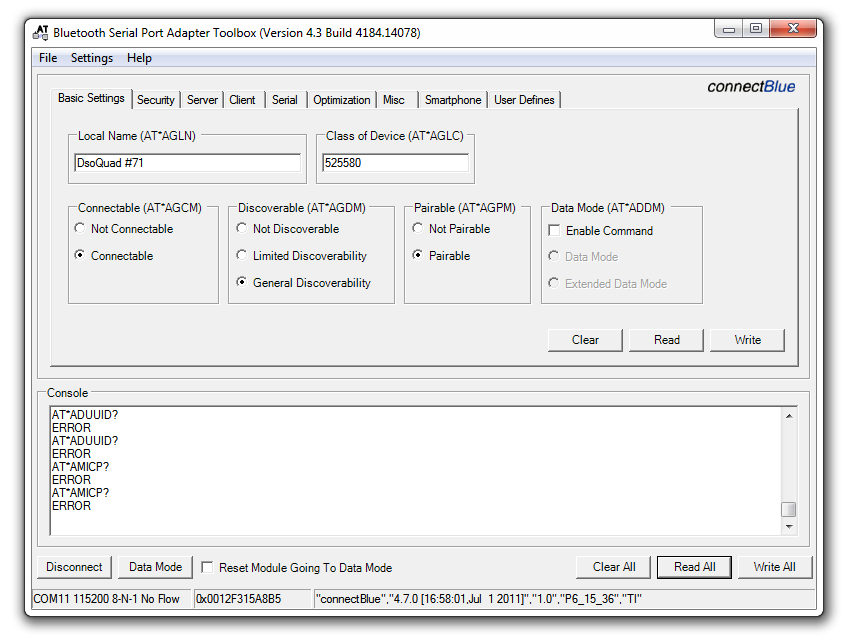 AT Bluetooth Serial Port Adapter Toolbox (Version 4.3 Build 4184.14078)
File Settings Help
connectBlue
Basic Settings Security Server Client Serial Optimization Misc Smartphone User Defines
Local Name (AT*AGLN) Class of Device (AT*AGLC)
DsoQuad #71 525580
Connectable (AT*AGCM) Discoverable (AT*AGDM) Pairable (AT*AGPM) Data Mode (AT*ADDM)
Not Connectable Not Discoverable Not Pairable Enable Command
Connectable Limited Discoverability Pairable Data Mode
General Discoverability Extended Data Mode
Clear Read Write
Console
AT*ADUUID?
ERROR
AT*ADUUID?
ERROR
AT*AMICP?
ERROR
AT*AMICP?
ERROR
Disconnect Data Mode Reset Module Going To Data Mode Clear All Read All Write All
COM11 115200 8-N-1 No Flow 0x0012F315A8B5 "connectBlue","4.7.0 [16:58:01,Jul 1 2011]","1.0","P6_15_36","TI"